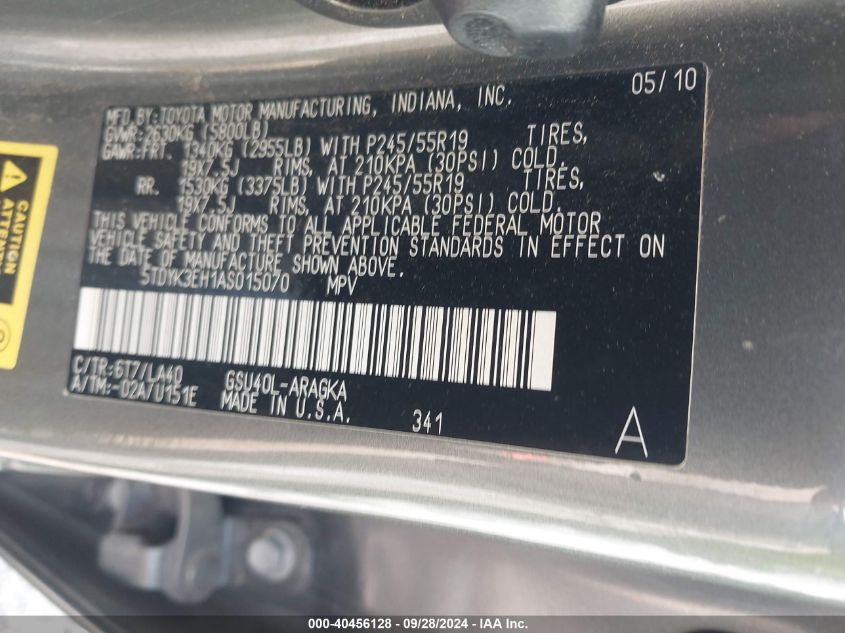 05/10
MFD.BY:TOYOTA MOTOR MANUFACTURING, INDIANA, INC.
GVWR:2630KG (5800LB)
GAWR:FRT. 1340KG (2955LB) WITH P245/55R19 TIRES,
19X7.5J RIMS, AT 210KPA (30PSI) COLD.
RR. 1530KG (3375LB) WITH P245/55R19 TIRES,
19X7.5J RIMS, AT 210KPA (30PSI) COLD.
THIS VEHICLE CONFORMS TO ALL APPLICABLE FEDERAL MOTOR
VEHICLE SAFETY AND THEFT PREVENTION STANDARDS IN EFFECT ON
THE DATE OF MANUFACTURE SHOWN ABOVE.
5TDYK3EH1AS015070 MPV
C/TR:6T7/LA40 GSU40L-ARAGKA
A/TM:-02A/U151E MADE IN U.S.A.
341
A
CAUTION
000-40456128 - 09/28/2024 - IAA Inc.